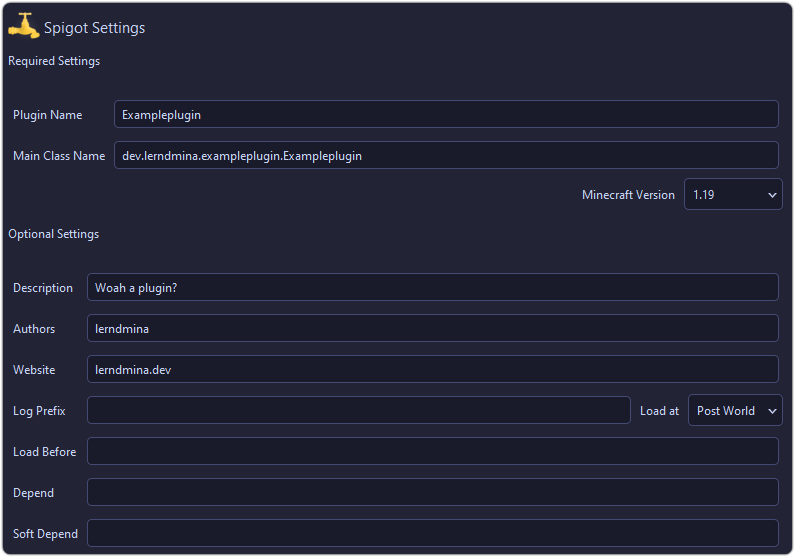 Spigot Settings
Required Settings
Plugin Name Exampleplugin
Main Class Name dev.lerndmina.exampleplugin.Exampleplugin
Minecraft Version 1.19
Optional Settings
Description Woah a plugin?
Authors lerndmina
Website lerndmina.dev
Log Prefix Load at Post World
Load Before
Depend
Soft Depend